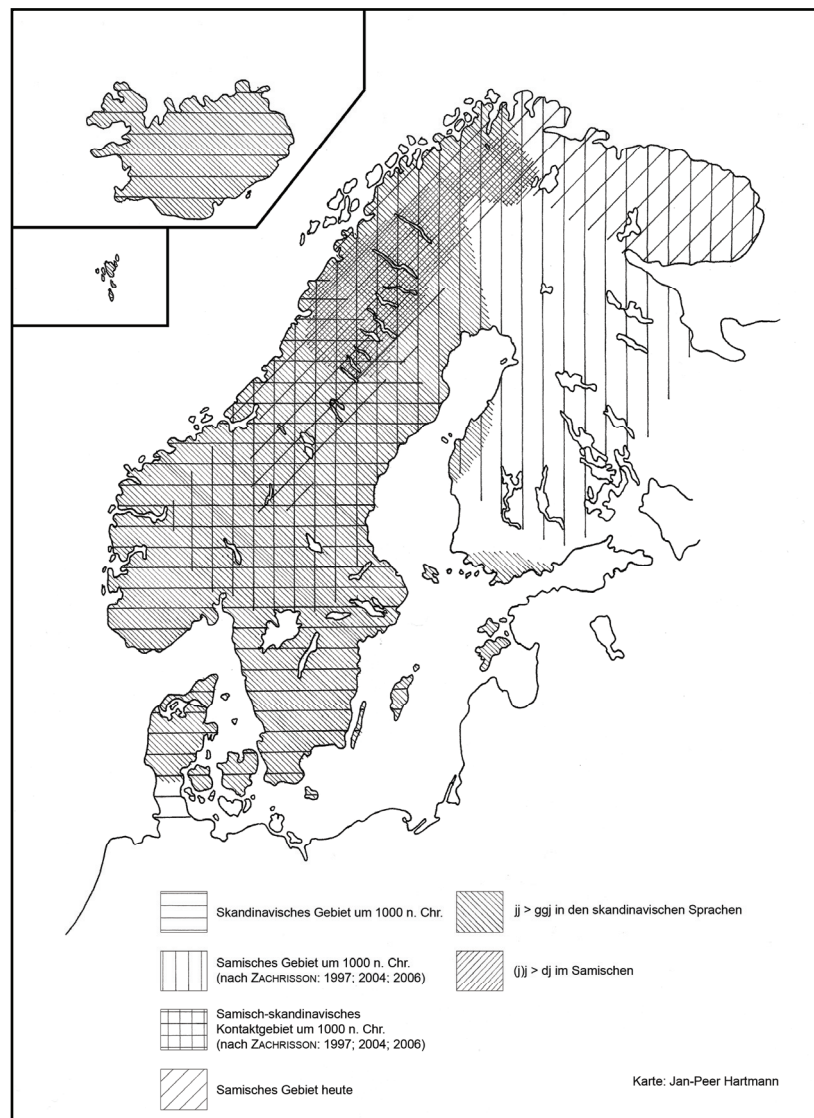 Skandinavisches Gebiet um 1000 n. Chr.
Samisches Gebiet um 1000 n. Chr.
(nach ZACHRISSON: 1997; 2004; 2006)
Samisch-skandinavisches
Kontaktgebiet um 1000 n. Chr.
(nach ZACHRISSON: 1997; 2004; 2006)
Samisches Gebiet heute
jj > ggj in den skandinavischen Sprachen
(j)j > dj im Samischen
Karte: Jan-Peer Hartmann